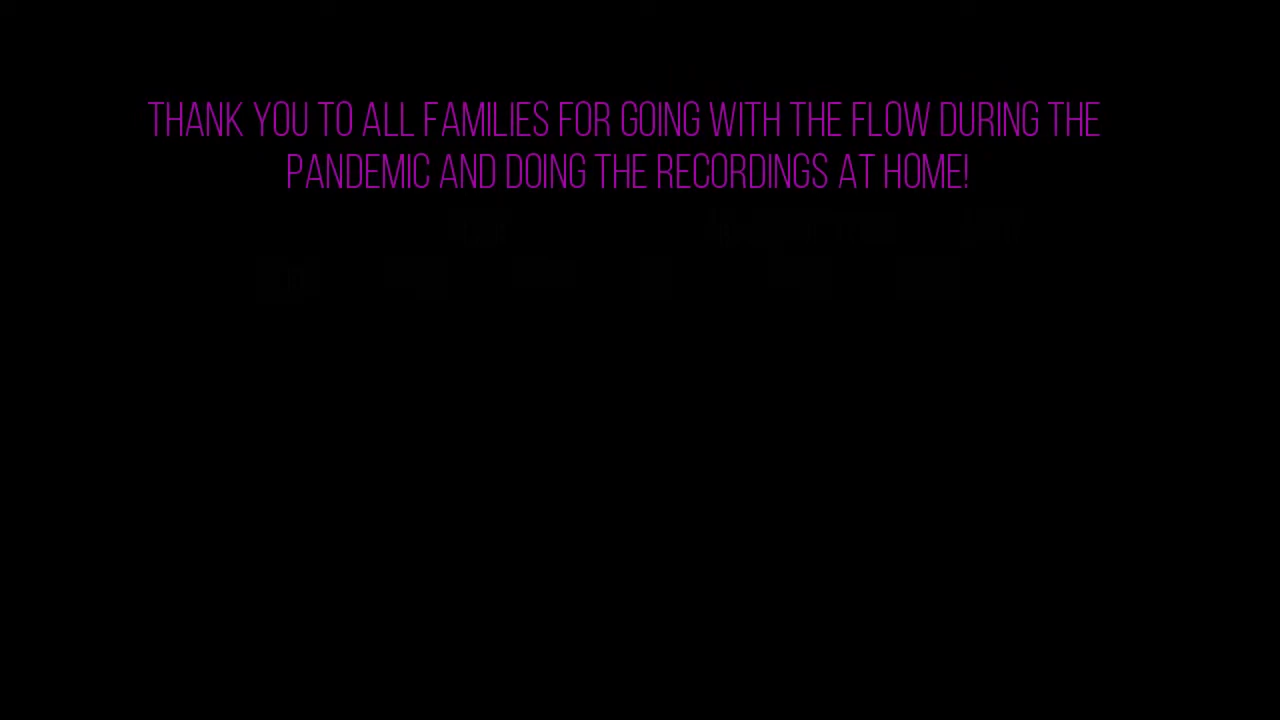 THANK YOU TO ALL FAMILIES FOR GOING WITH THE FLOW DURING THE
PANDEMIC AND DOING THE RECORDINGS AT HOME!